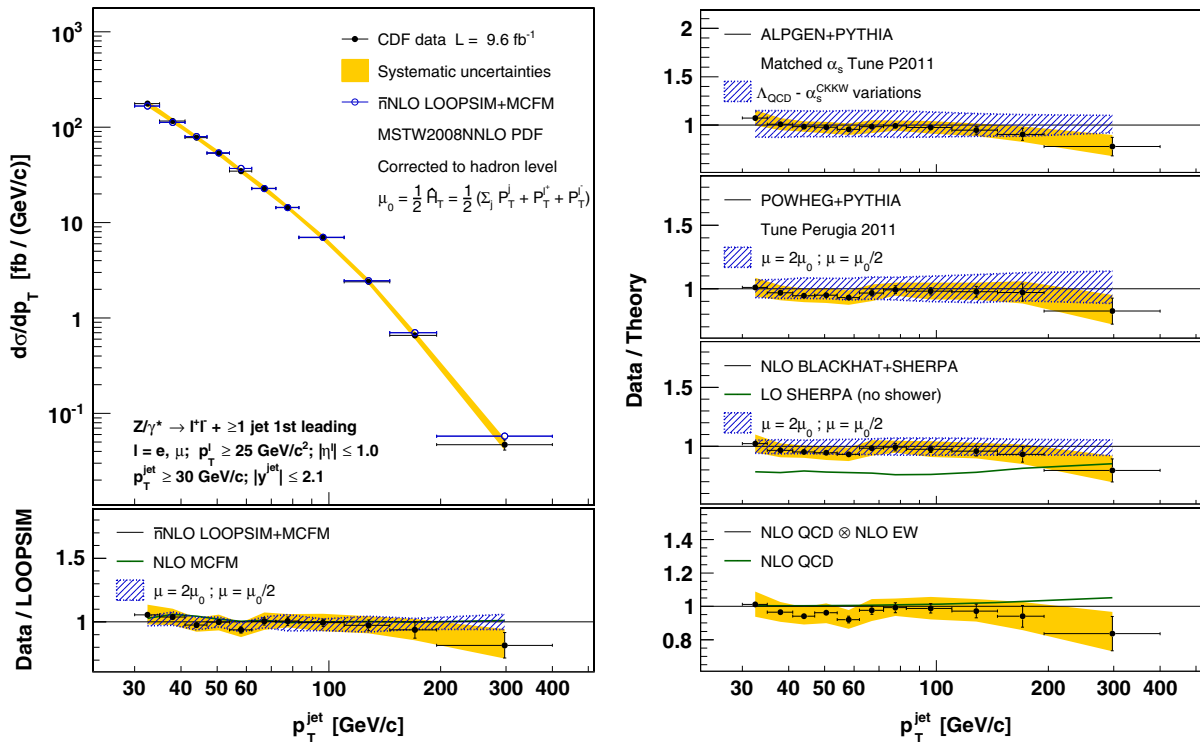 10³
10²
10
1
10⁻¹
dσ/dp_T [fb / (GeV/c)]
CDF data L = 9.6 fb⁻¹
Systematic uncertainties
n̅NLO LOOPSIM+MCFM
MSTW2008NNLO PDF
Corrected to hadron level
μ₀ = 1/2 Ĥ_T = 1/2 (Σ_j P_T^j + P_T^l⁺ + P_T^l⁻)
Z/γ* → l⁺l⁻ + ≥1 jet 1st leading
l = e, μ; p_T^l ≥ 25 GeV/c²; |η^l| ≤ 1.0
p_T^jet ≥ 30 GeV/c; |y^jet| ≤ 2.1
Data / LOOPSIM
1.5
1
n̅NLO LOOPSIM+MCFM
NLO MCFM
μ = 2μ₀ ; μ = μ₀/2
30 40 50 60 100 200 300 400
p_T^jet [GeV/c]
Data / Theory
2
1.5
1
ALPGEN+PYTHIA
Matched α_s Tune P2011
Λ_QCD - α_s^CKKW variations
1.5
1
POWHEG+PYTHIA
Tune Perugia 2011
μ = 2μ₀ ; μ = μ₀/2
1.5
1
NLO BLACKHAT+SHERPA
LO SHERPA (no shower)
μ = 2μ₀ ; μ = μ₀/2
1.4
1.2
1
0.8
NLO QCD ⊗ NLO EW
NLO QCD
30 40 50 60 100 200 300 400
p_T^jet [GeV/c]